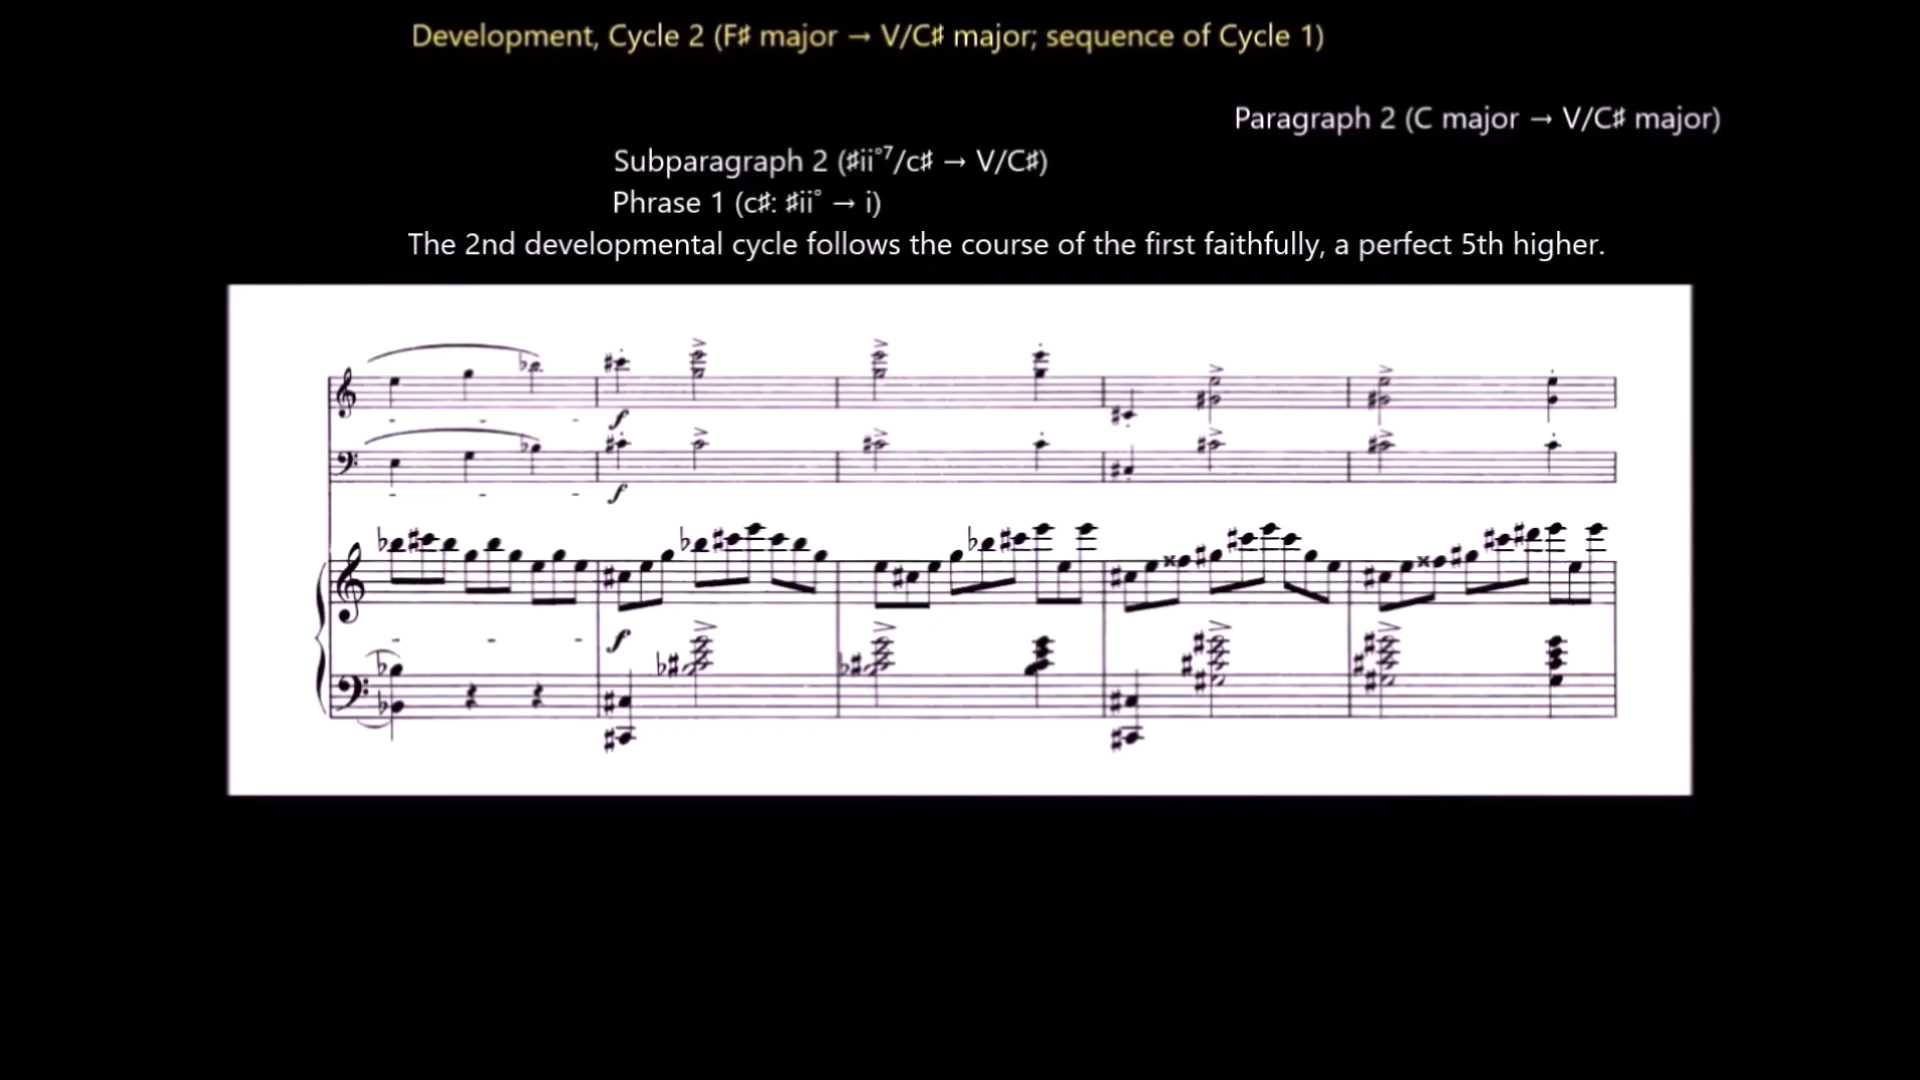 Development, Cycle 2 (F♯ major → V/C♯ major; sequence of Cycle 1)
Paragraph 2 (C major → V/C♯ major)
Subparagraph 2 (♯ii°⁷/c♯ → V/C♯)
Phrase 1 (c♯: ♯ii° → i)
The 2nd developmental cycle follows the course of the first faithfully, a perfect 5th higher.
f
f
f